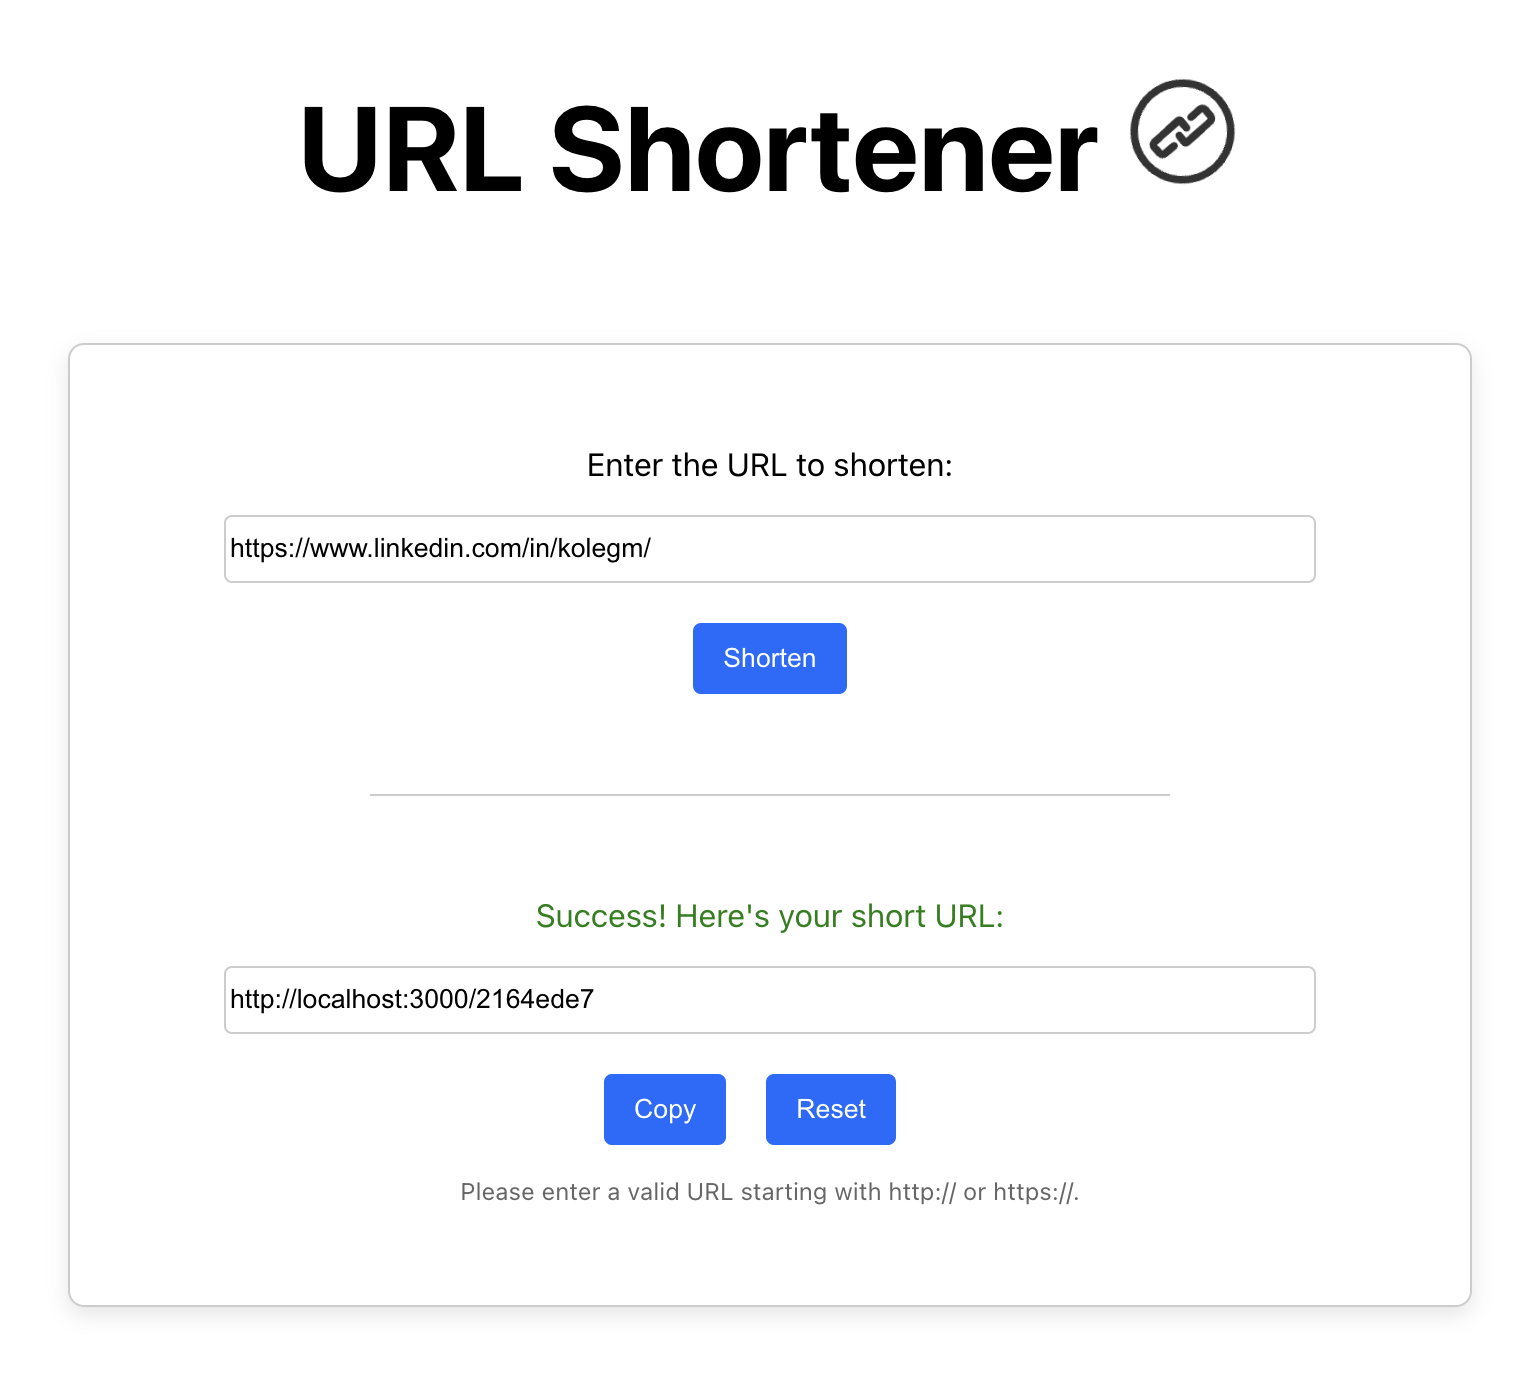 URL Shortener
Enter the URL to shorten:
https://www.linkedin.com/in/kolegm/
Shorten
Success! Here's your short URL:
http://localhost:3000/2164ede7
Copy Reset
Please enter a valid URL starting with http:// or https://.